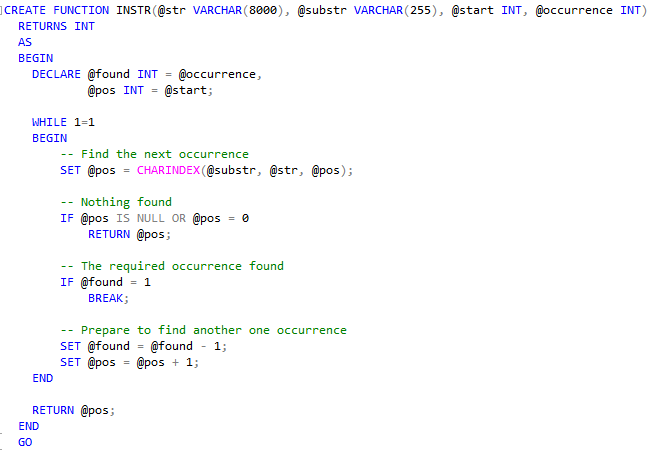 CREATE FUNCTION INSTR(@str VARCHAR(8000), @substr VARCHAR(255), @start INT, @occurrence INT)
  RETURNS INT
  AS
  BEGIN
    DECLARE @found INT = @occurrence,
            @pos INT = @start;

    WHILE 1=1
    BEGIN
        -- Find the next occurrence
        SET @pos = CHARINDEX(@substr, @str, @pos);

        -- Nothing found
        IF @pos IS NULL OR @pos = 0
            RETURN @pos;

        -- The required occurrence found
        IF @found = 1
            BREAK;

        -- Prepare to find another one occurrence
        SET @found = @found - 1;
        SET @pos = @pos + 1;
    END

    RETURN @pos;
  END
  GO